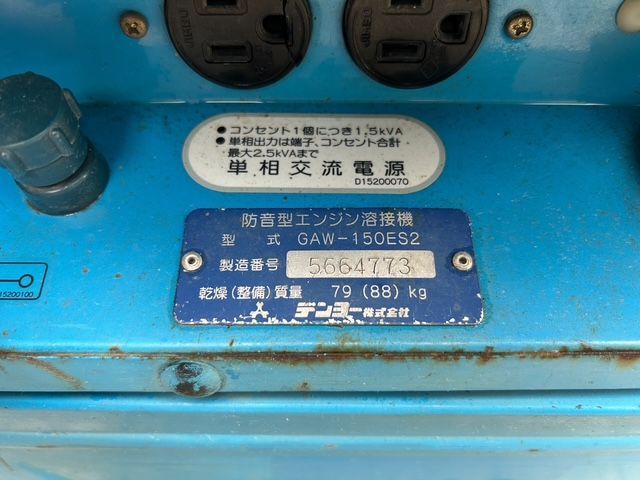 ● コンセント1個につき1.5kVA
● 単相出力は端子、コンセント合計
最大2.5kVAまで
単相交流電源
D15200070
防音型エンジン溶接機
型式 GAW-150ES2
製造番号 5664773
乾燥(整備)質量 79 (88) kg
デンヨー株式会社
15200100